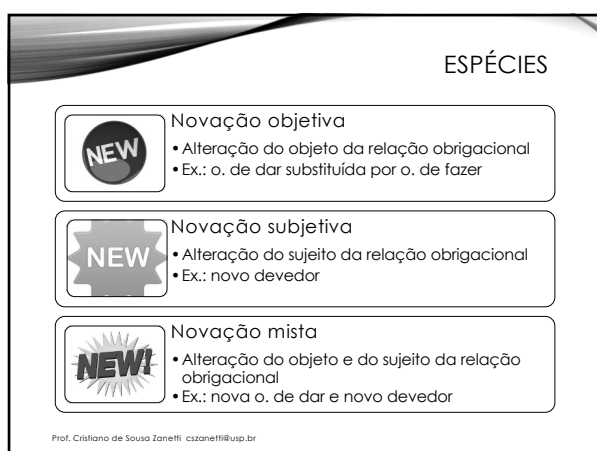 ESPÉCIES
NEW
Novação objetiva
• Alteração do objeto da relação obrigacional
• Ex.: o. de dar substituída por o. de fazer
NEW
Novação subjetiva
• Alteração do sujeito da relação obrigacional
• Ex.: novo devedor
NEW!
Novação mista
• Alteração do objeto e do sujeito da relação
obrigacional
• Ex.: nova o. de dar e novo devedor
Prof. Cristiano de Sousa Zanetti cszanetti@usp.br